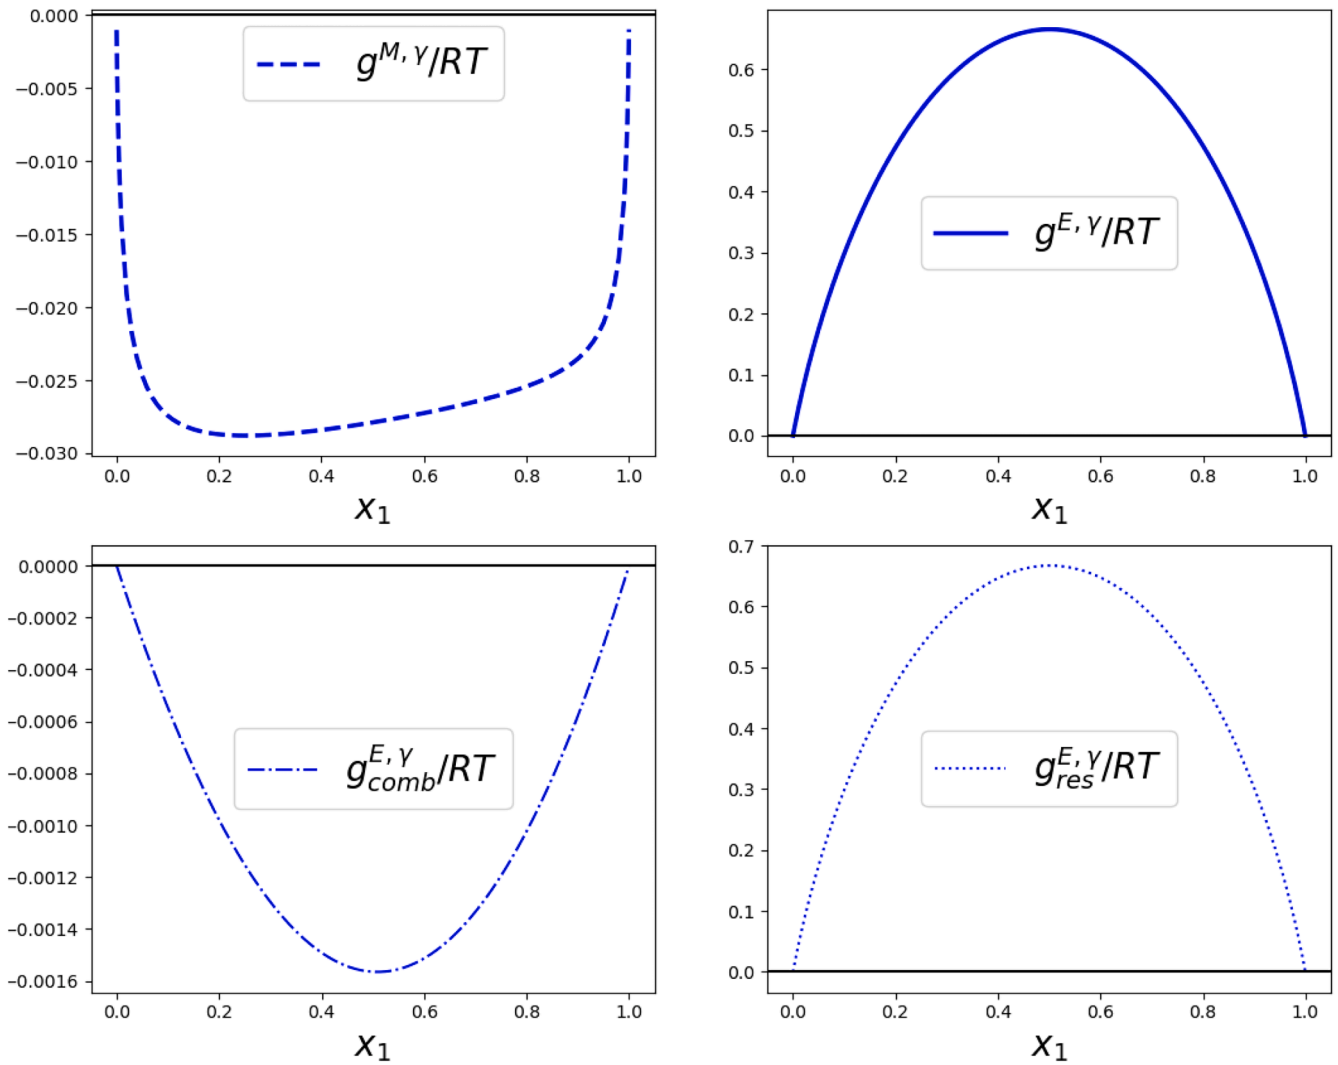 0.000
−0.005
−0.010
−0.015
−0.020
−0.025
−0.030
g^{M, γ}/RT
0.0 0.2 0.4 0.6 0.8 1.0
x_1
0.6
0.5
0.4
0.3
0.2
0.1
0.0
g^{E, γ}/RT
0.0 0.2 0.4 0.6 0.8 1.0
x_1
0.0000
−0.0002
−0.0004
−0.0006
−0.0008
−0.0010
−0.0012
−0.0014
−0.0016
g^{E, γ}_{comb}/RT
0.0 0.2 0.4 0.6 0.8 1.0
x_1
0.7
0.6
0.5
0.4
0.3
0.2
0.1
0.0
g^{E, γ}_{res}/RT
0.0 0.2 0.4 0.6 0.8 1.0
x_1